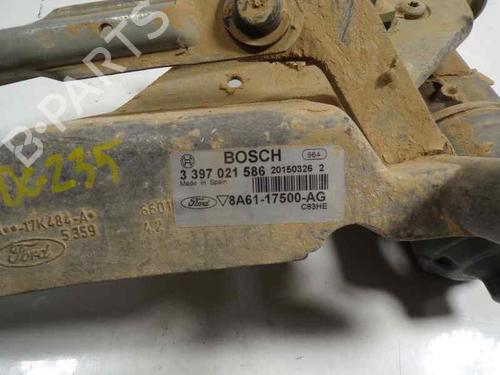 B-PARTS
BOSCH 964
3 397 021 586 20150326 2
Made in Spain
Ford 8A61-17500-AG
C83HE
DG235
-17K484-A
5359
Ford